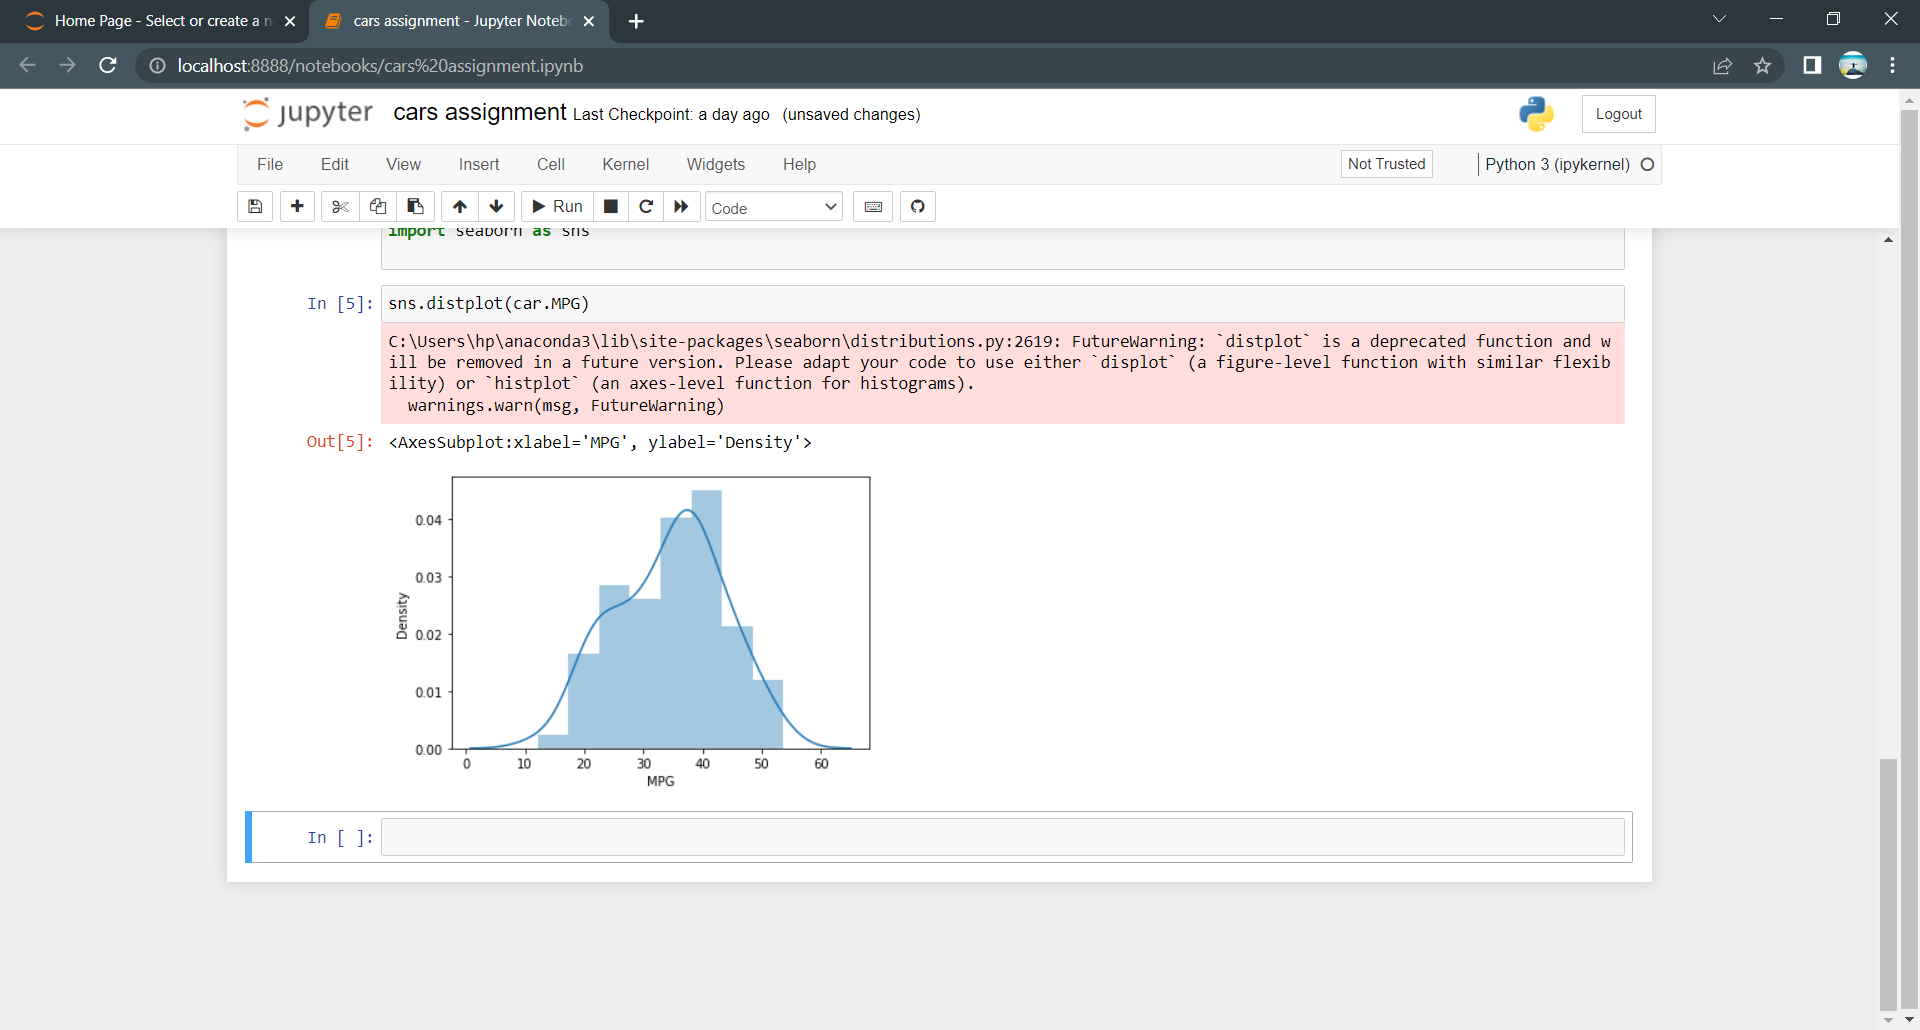 Home Page - Select or create a n
cars assignment - Jupyter Noteb
localhost:8888/notebooks/cars%20assignment.ipynb
jupyter cars assignment Last Checkpoint: a day ago (unsaved changes)
Logout
File Edit View Insert Cell Kernel Widgets Help
Not Trusted
Python 3 (ipykernel)
Run
Code
import seaborn as sns
In [5]: sns.distplot(car.MPG)
C:\Users\hp\anaconda3\lib\site-packages\seaborn\distributions.py:2619: FutureWarning: `distplot` is a deprecated function and w
ill be removed in a future version. Please adapt your code to use either `displot` (a figure-level function with similar flexib
ility) or `histplot` (an axes-level function for histograms).
warnings.warn(msg, FutureWarning)
Out[5]: <AxesSubplot:xlabel='MPG', ylabel='Density'>
0.04
0.03
0.02
0.01
0.00
Density
0 10 20 30 40 50 60
MPG
In [ ]: